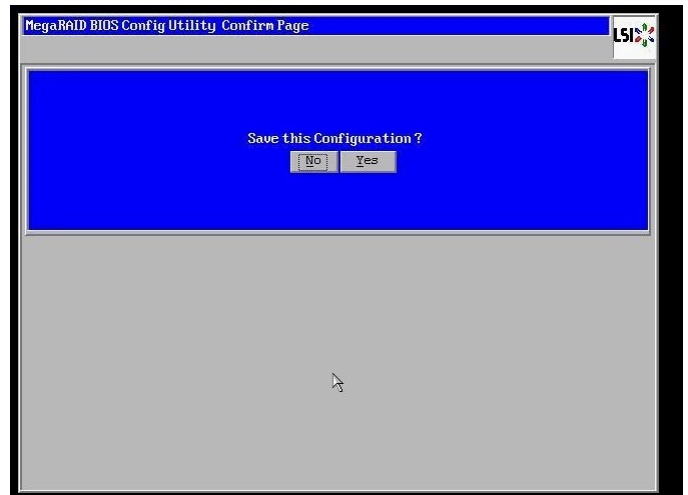 MegaRAID BIOS Config Utility Confirm Page
LSI
Save this Configuration ?
No Yes